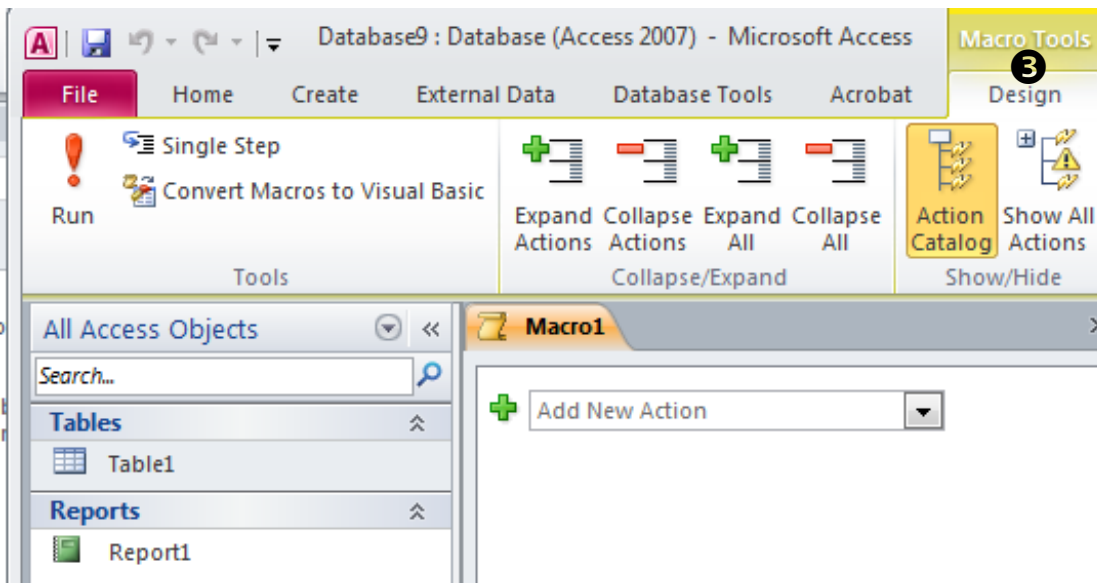 A Database9 : Database (Access 2007) - Microsoft Access Macro Tools
3
File Home Create External Data Database Tools Acrobat Design
Single Step
Convert Macros to Visual Basic
Run
Expand Actions Collapse Actions Expand All Collapse All
Action Catalog Show All Actions
Tools Collapse/Expand Show/Hide
All Access Objects
Macro1
Search...
Add New Action
Tables
Table1
Reports
Report1